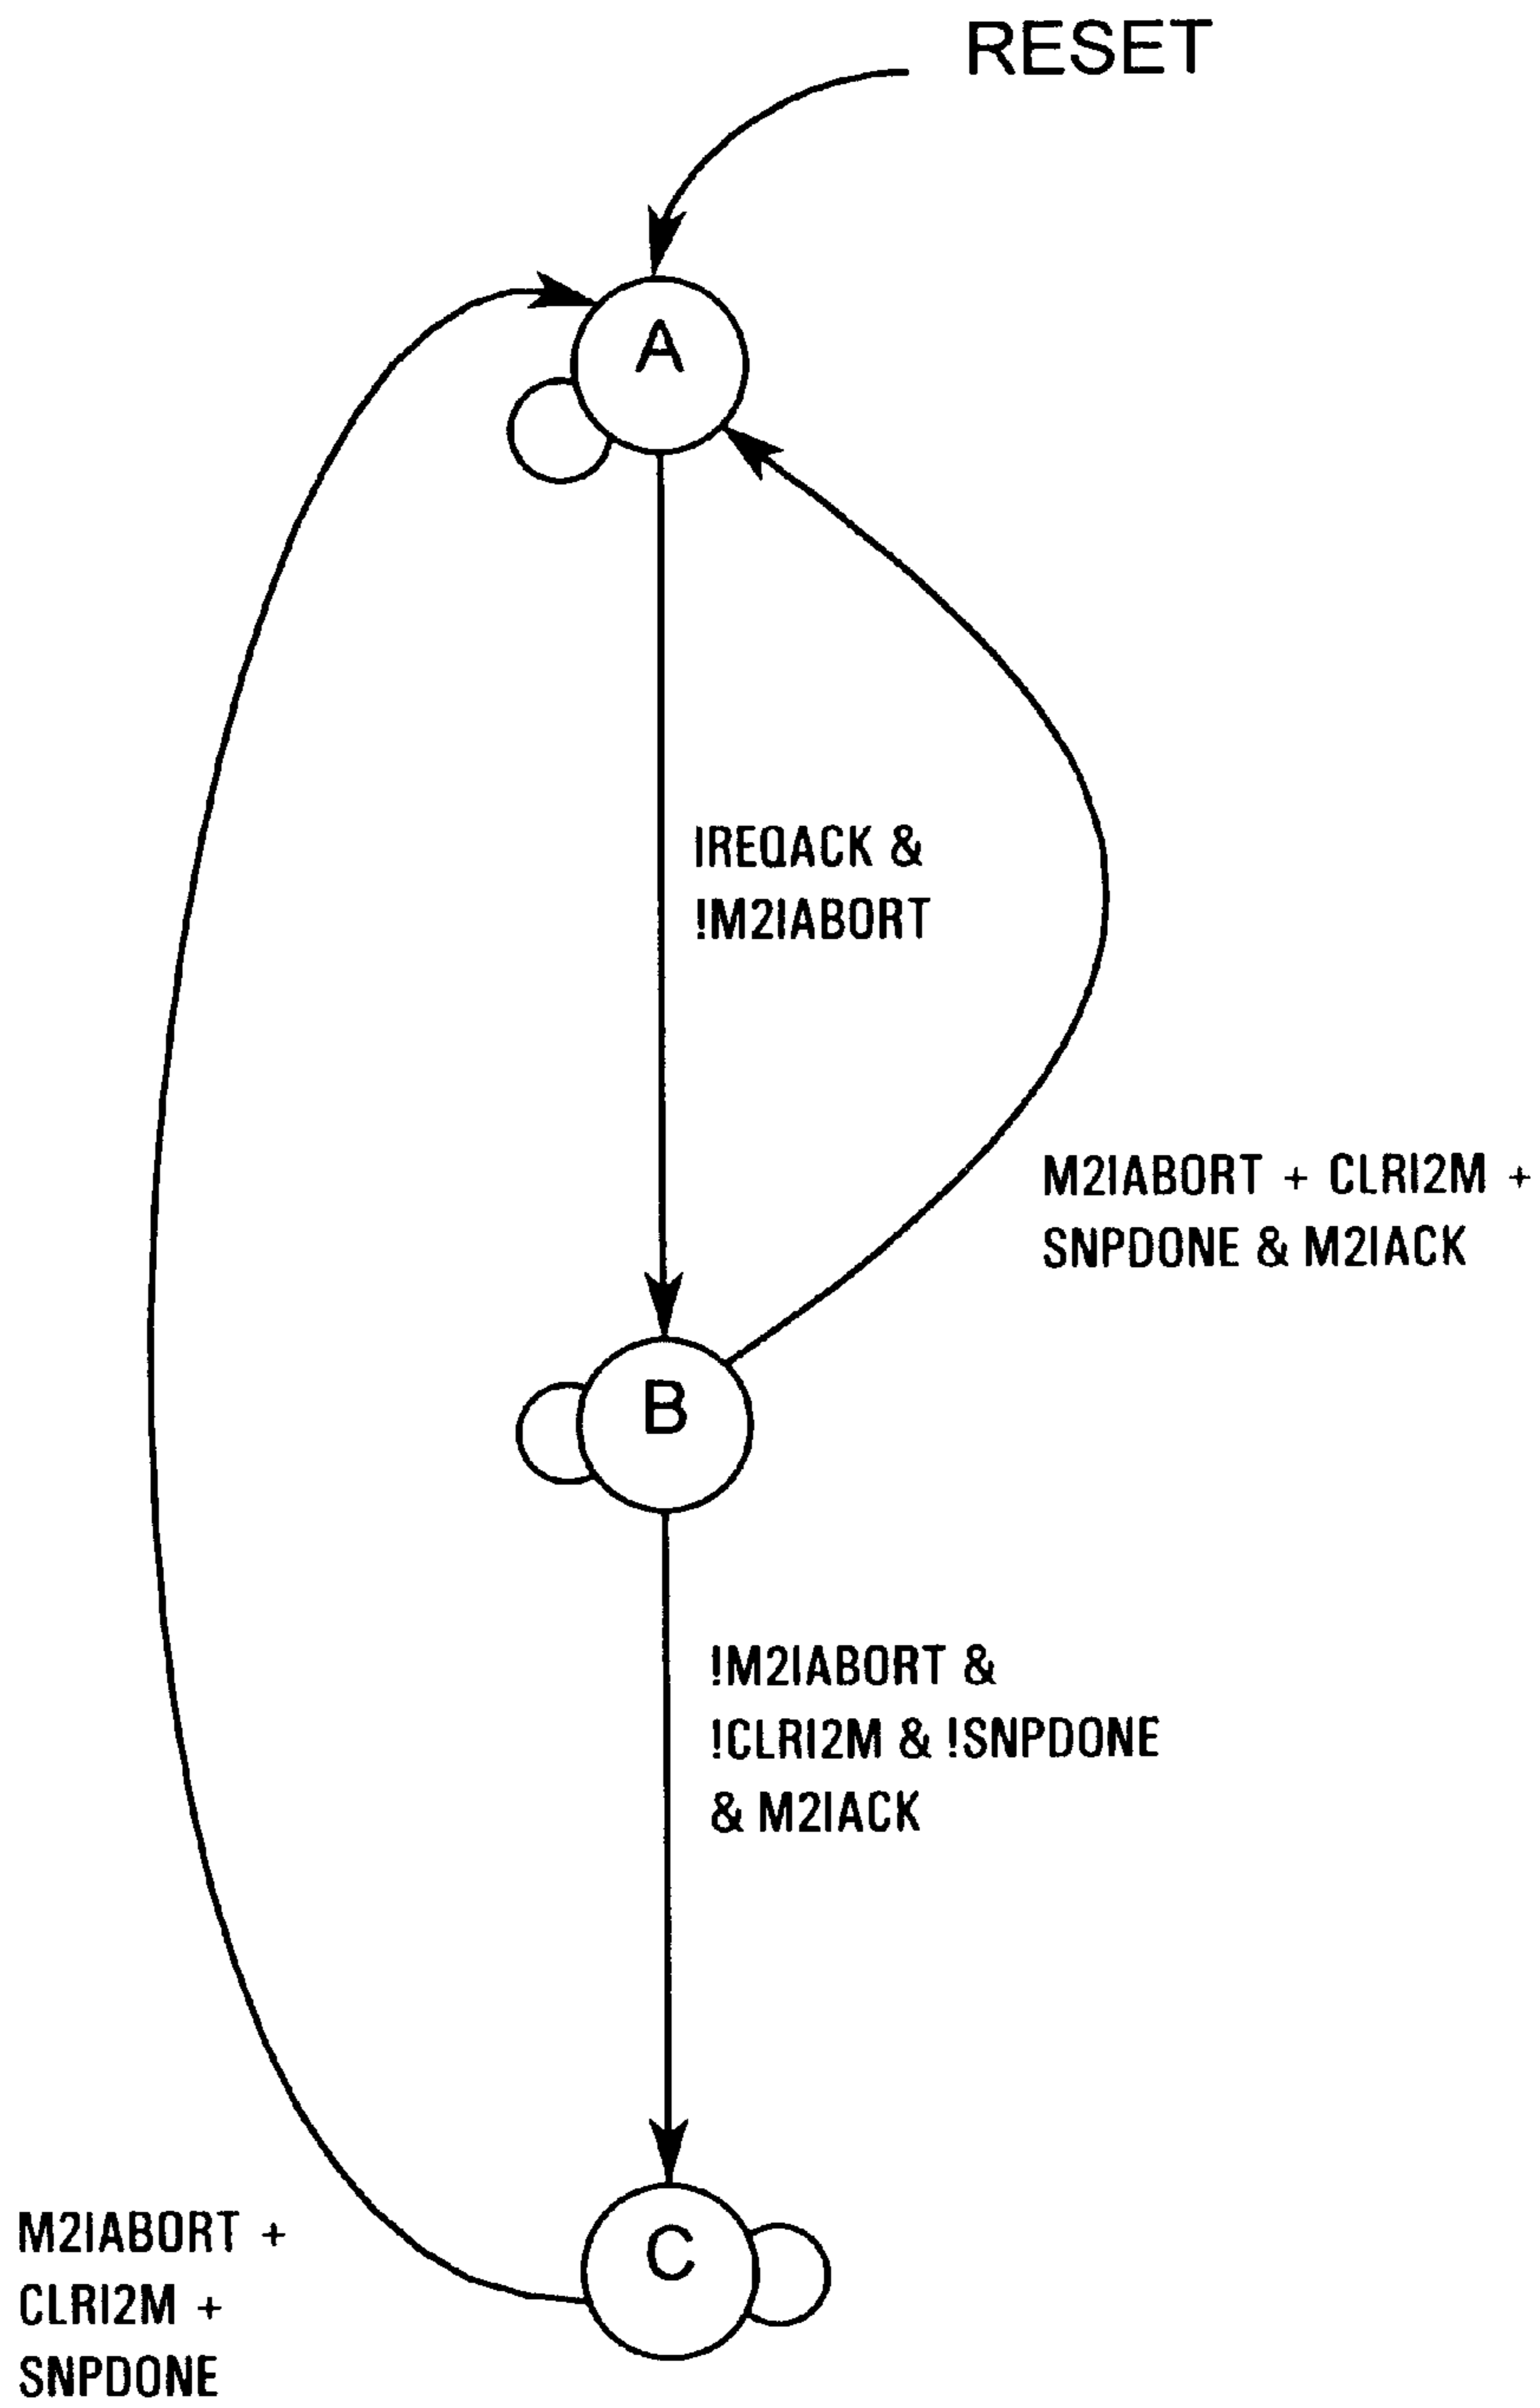 RESET
A
IREQACK &
!M2IABORT
M2IABORT + CLRI2M +
SNPDONE & M2IACK
B
!M2IABORT &
!CLRI2M & !SNPDONE
& M2IACK
C
M2IABORT +
CLRI2M +
SNPDONE